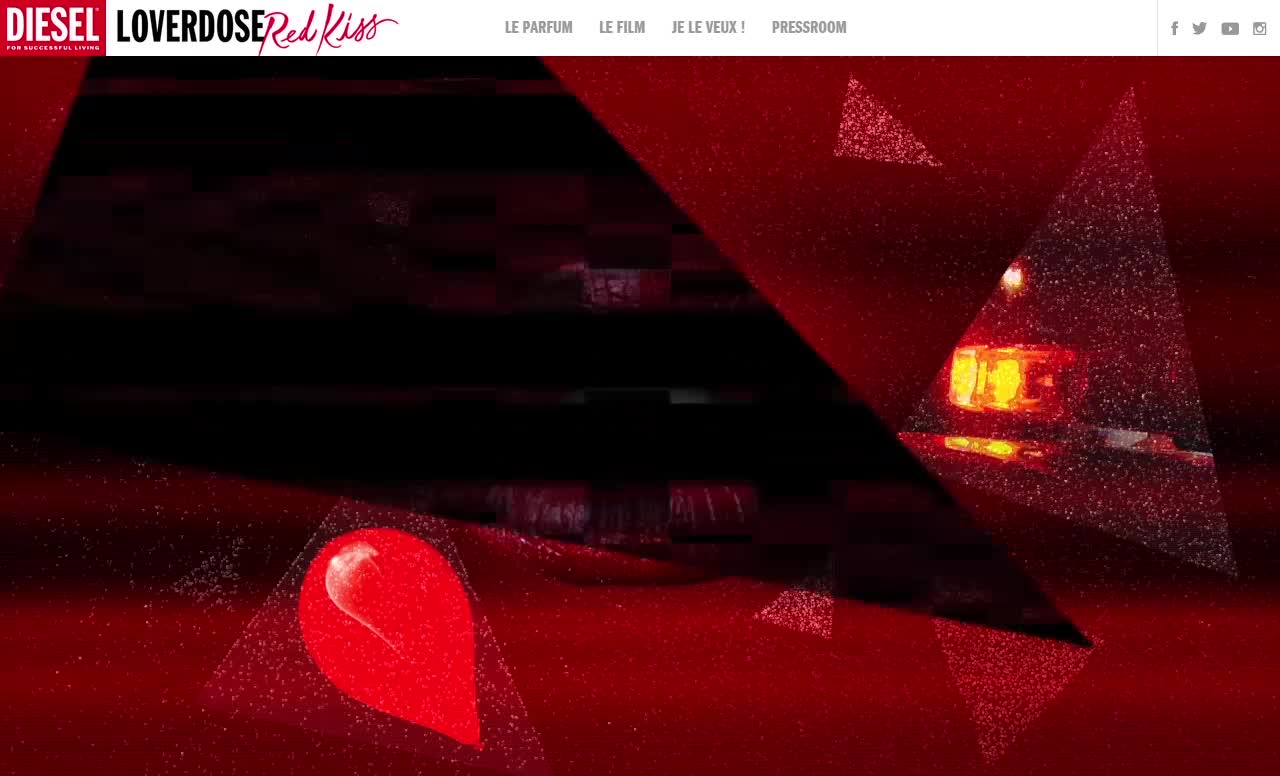 DIESEL
FOR SUCCESSFUL LIVING
LOVERDOSE Red Kiss
LE PARFUM LE FILM JE LE VEUX ! PRESSROOM